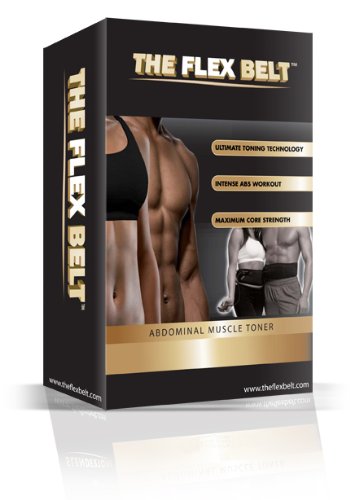 THE FLEX BELT™
THE FLEX BELT™
ULTIMATE TONING TECHNOLOGY
INTENSE ABS WORKOUT
MAXIMUM CORE STRENGTH
ABDOMINAL MUSCLE TONER
www.theflexbelt.com
www.theflexbelt.com